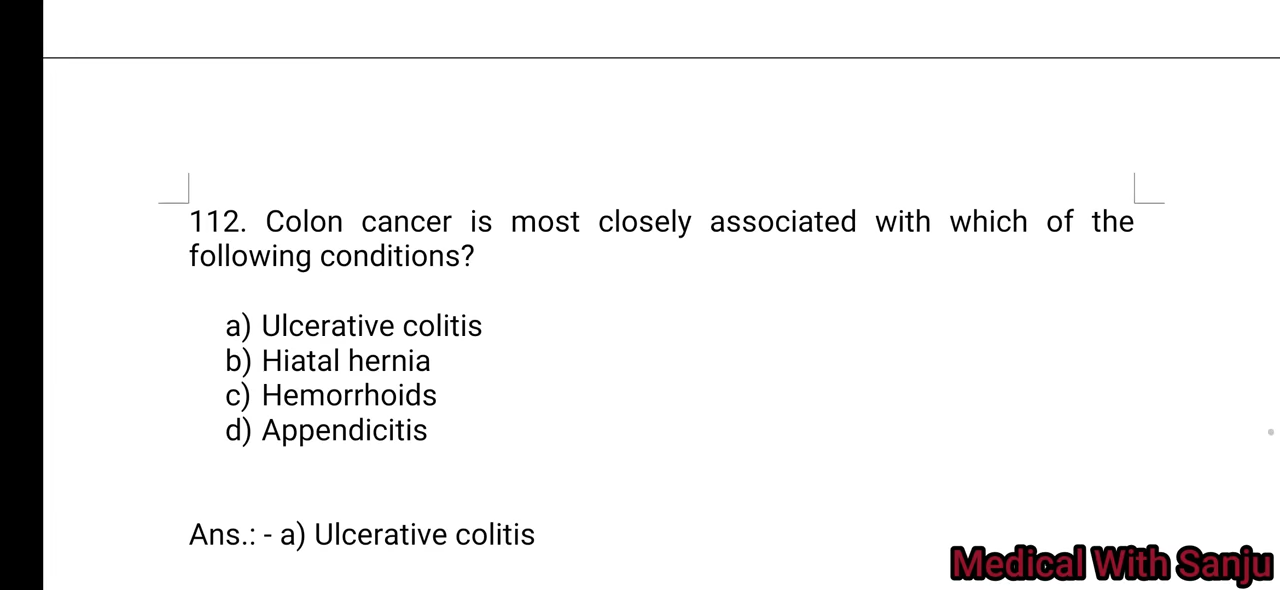 112. Colon cancer is most closely associated with which of the
following conditions?
a) Ulcerative colitis
b) Hiatal hernia
c) Hemorrhoids
d) Appendicitis
Ans.: - a) Ulcerative colitis
Medical With Sanju